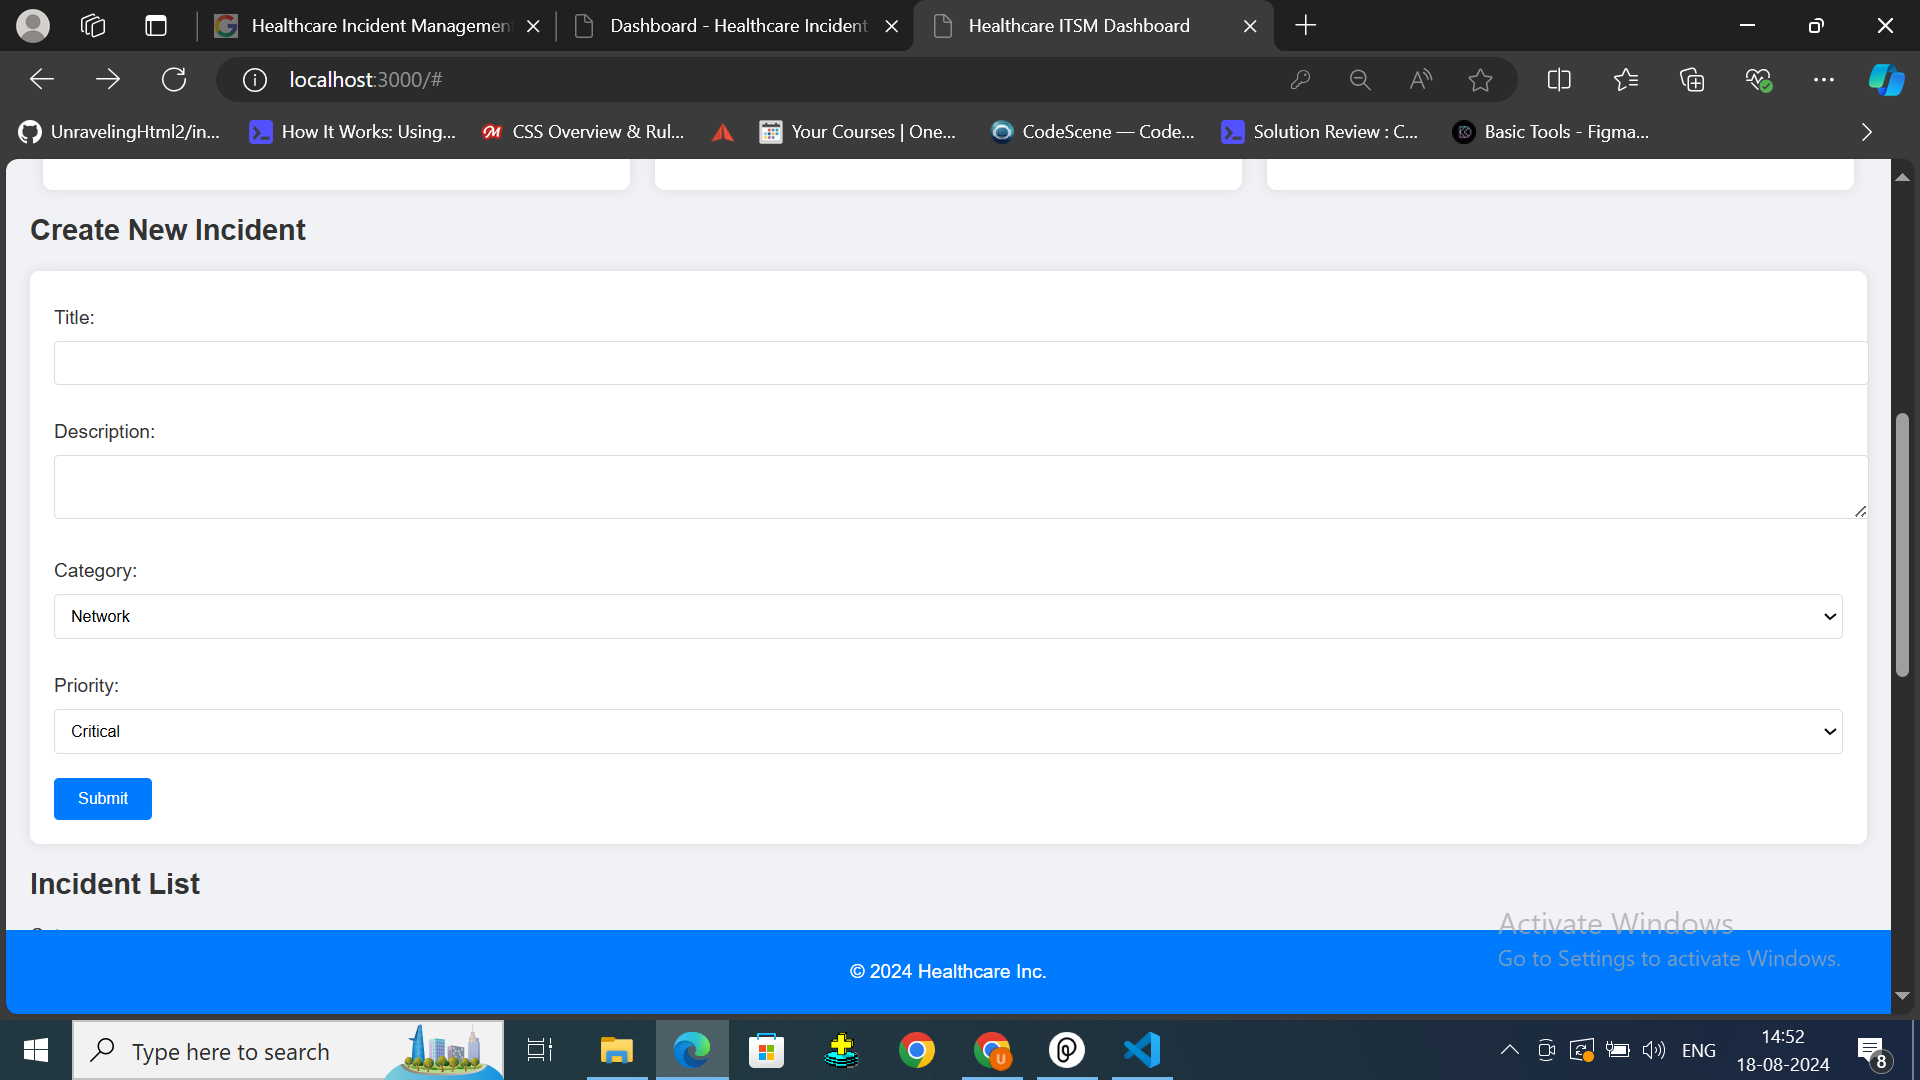 Healthcare Incident Managemen
Dashboard - Healthcare Incident
Healthcare ITSM Dashboard
localhost:3000/#
UnravelingHtml2/in...
How It Works: Using...
CSS Overview & Rul...
Your Courses | One...
CodeScene — Code...
Solution Review : C...
Basic Tools - Figma...
Create New Incident
Title:
Description:
Category:
Network
Priority:
Critical
Submit
Incident List
Activate Windows
Go to Settings to activate Windows.
© 2024 Healthcare Inc.
Type here to search
ENG
14:52
18-08-2024
8